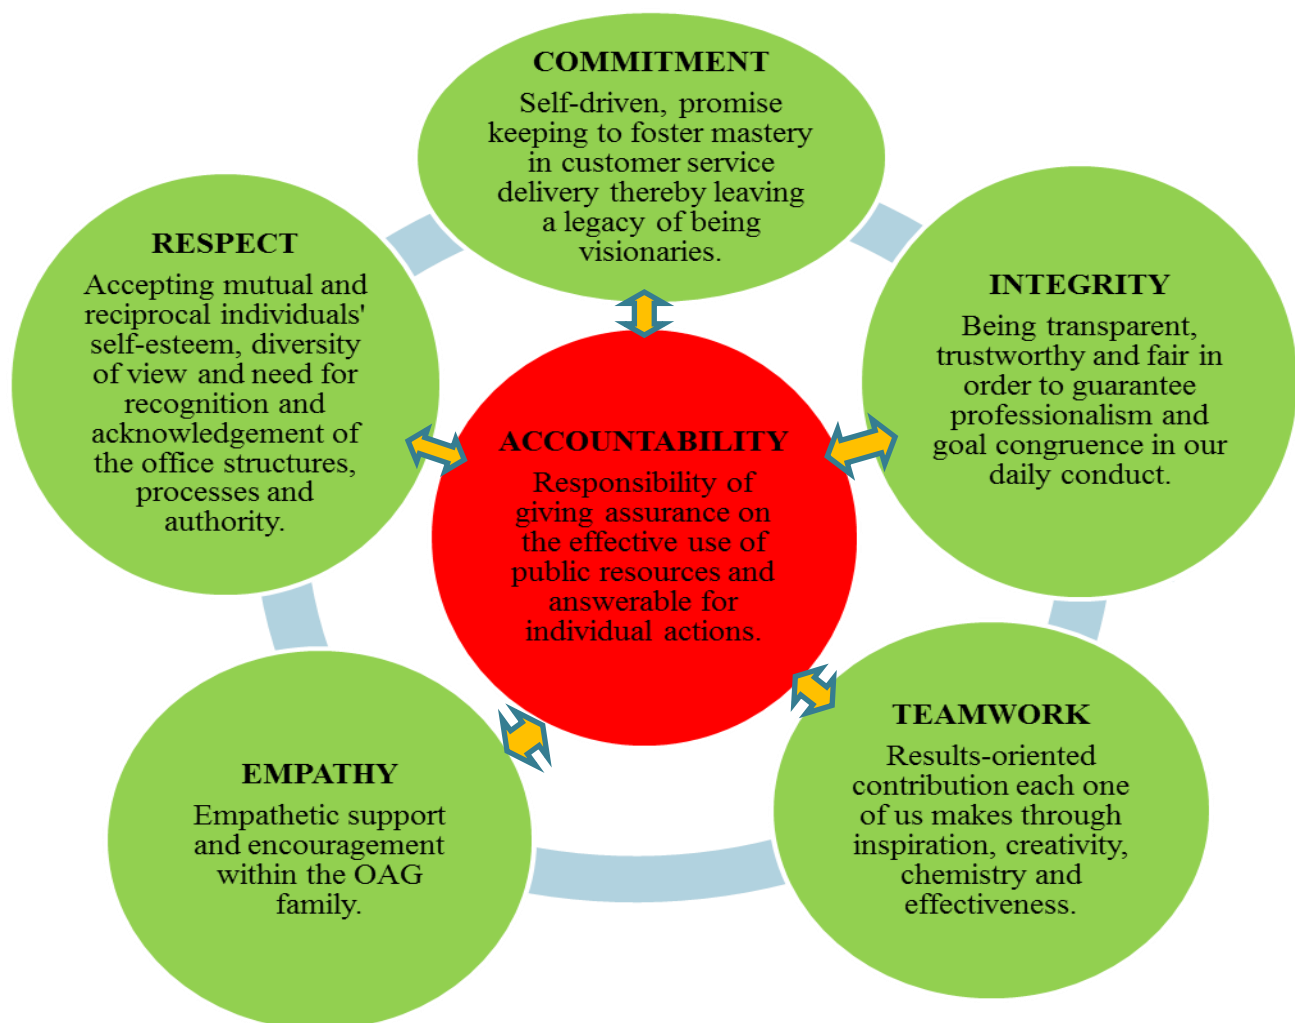 COMMITMENT
Self-driven, promise
keeping to foster mastery
in customer service
delivery thereby leaving
a legacy of being
visionaries.
RESPECT
Accepting mutual and
reciprocal individuals'
self-esteem, diversity
of view and need for
recognition and
acknowledgement of
the office structures,
processes and
authority.
INTEGRITY
Being transparent,
trustworthy and fair in
order to guarantee
professionalism and
goal congruence in our
daily conduct.
ACCOUNTABILITY
Responsibility of
giving assurance on
the effective use of
public resources and
answerable for
individual actions.
EMPATHY
Empathetic support
and encouragement
within the OAG
family.
TEAMWORK
Results-oriented
contribution each one
of us makes through
inspiration, creativity,
chemistry and
effectiveness.